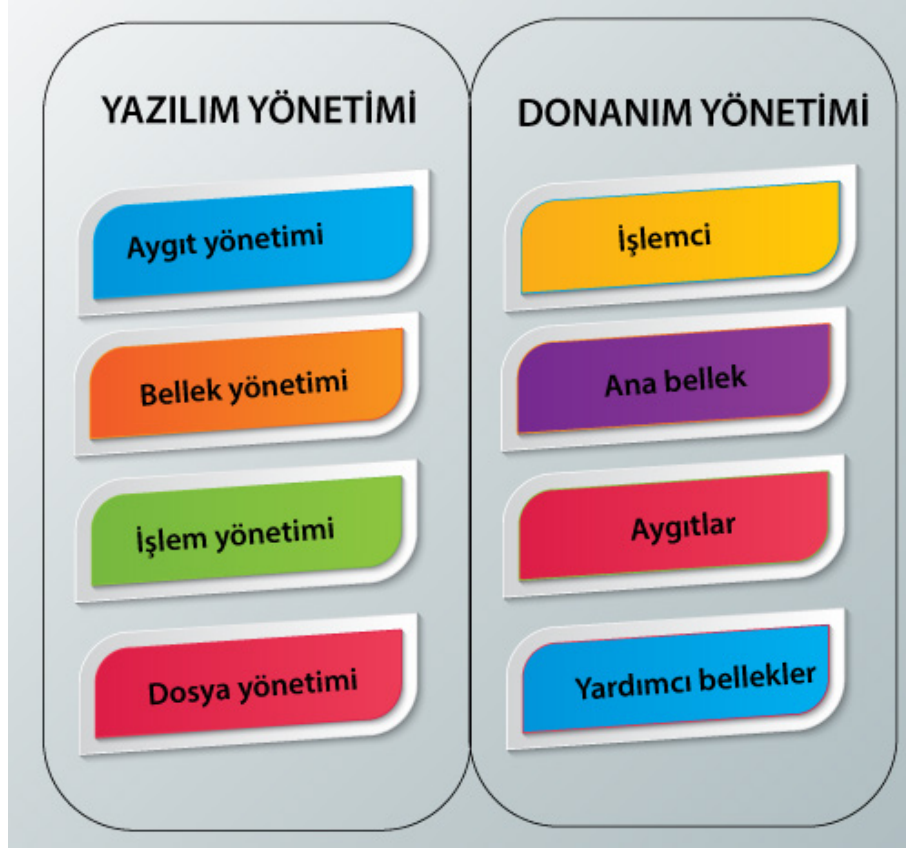 YAZILIM YÖNETİMİ
Aygıt yönetimi
Bellek yönetimi
İşlem yönetimi
Dosya yönetimi
DONANIM YÖNETİMİ
İşlemci
Ana bellek
Aygıtlar
Yardımcı bellekler